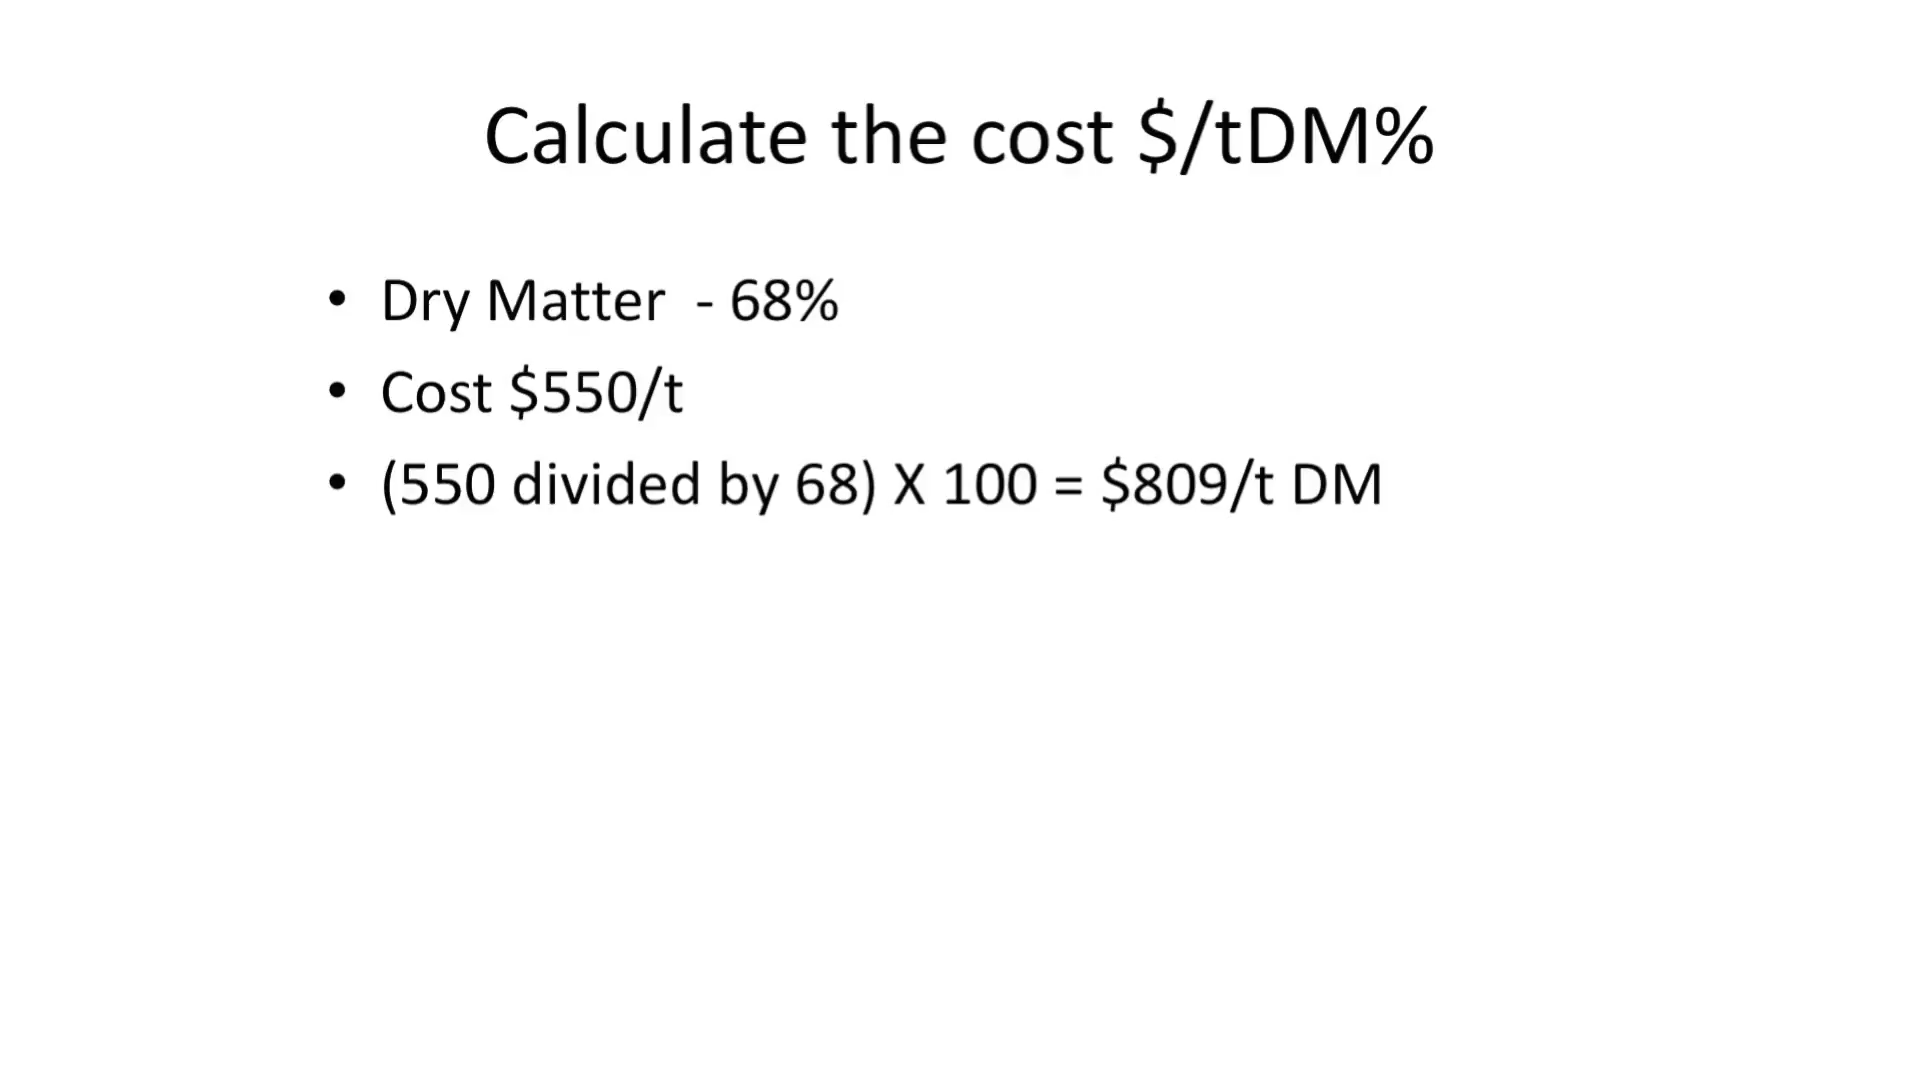 Calculate the cost $/tDM%
• Dry Matter  - 68%
• Cost $550/t
• (550 divided by 68) X 100 = $809/t DM